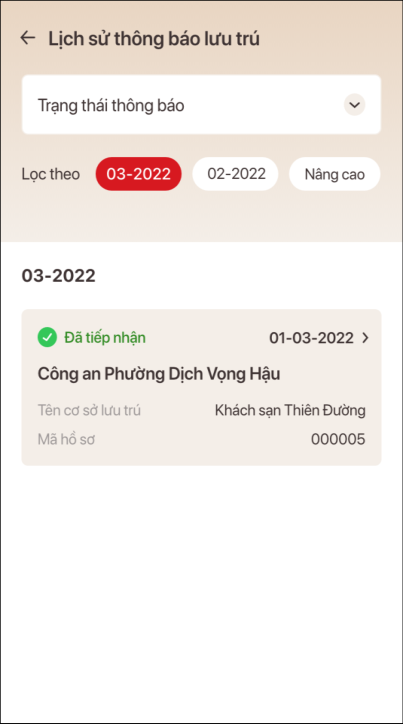 Lịch sử thông báo lưu trú
Trạng thái thông báo
Lọc theo 03-2022 02-2022 Nâng cao
03-2022
Đã tiếp nhận 01-03-2022
Công an Phường Dịch Vọng Hậu
Tên cơ sở lưu trú Khách sạn Thiên Đường
Mã hồ sơ 000005